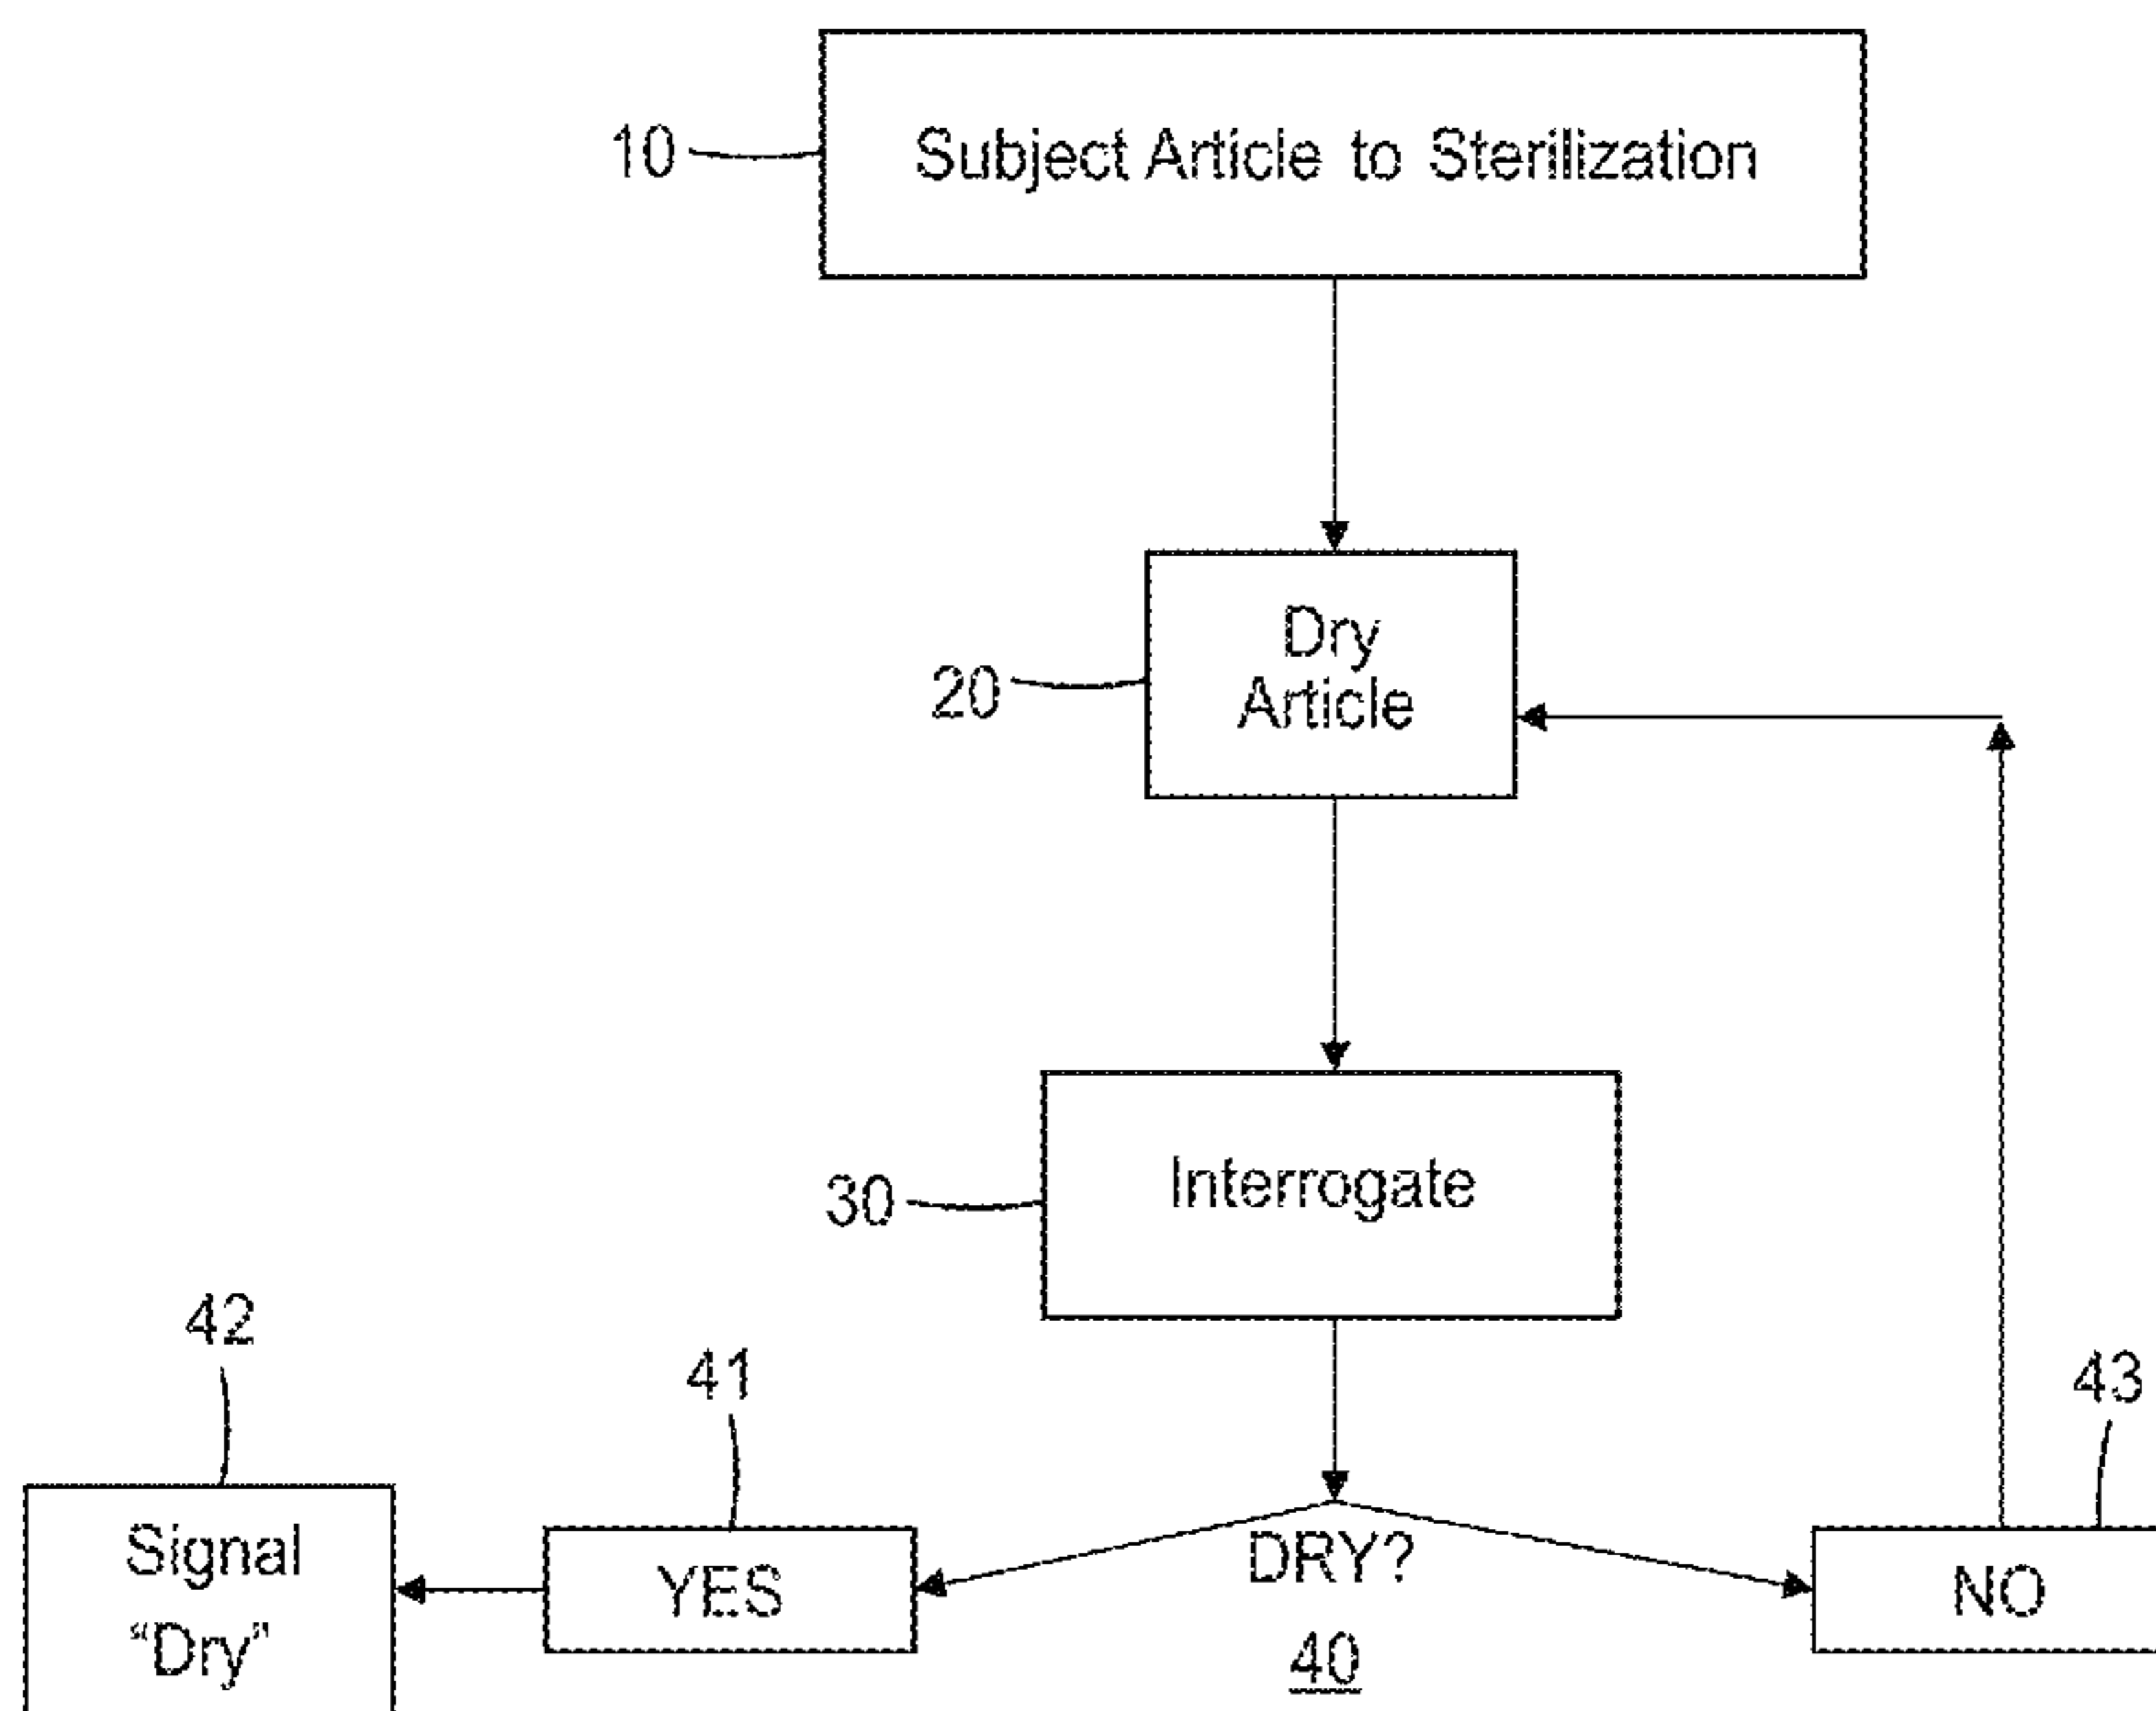 10
Subject Article to Sterilization
20
Dry
Article
30
Interrogate
42
41
43
Signal
"Dry"
YES
DRY?
40
NO